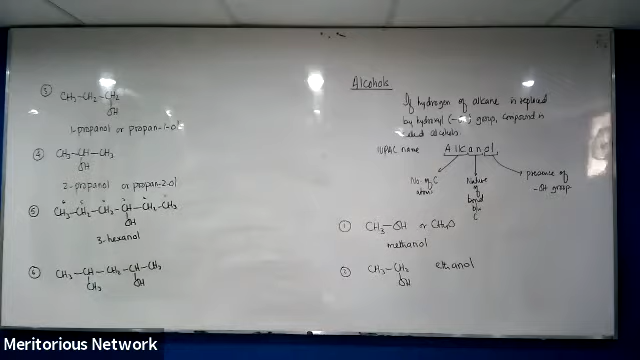 Alcohols
If hydrogen of alkane is replaced
by hydroxyl (-OH) group, compound is
called alcohols
IUPAC name Alkanol
No. of C
atom
Nature
of
bond
b/w
C
presence of
-OH group
① CH₃-OH or CH₄O
methanol
② CH₃-CH₂ ethanol
OH
③ CH₃-CH₂-CH₂
OH
1-propanol or propan-1-ol
④ CH₃-CH-CH₃
OH
2-propanol or propan-2-ol
⑤ CH₃-CH₂-CH₂-CH-CH₂-CH₃
OH
3-hexanol
⑥ CH₃-CH-CH₂-CH-CH₃
CH₃ OH
Meritorious Network